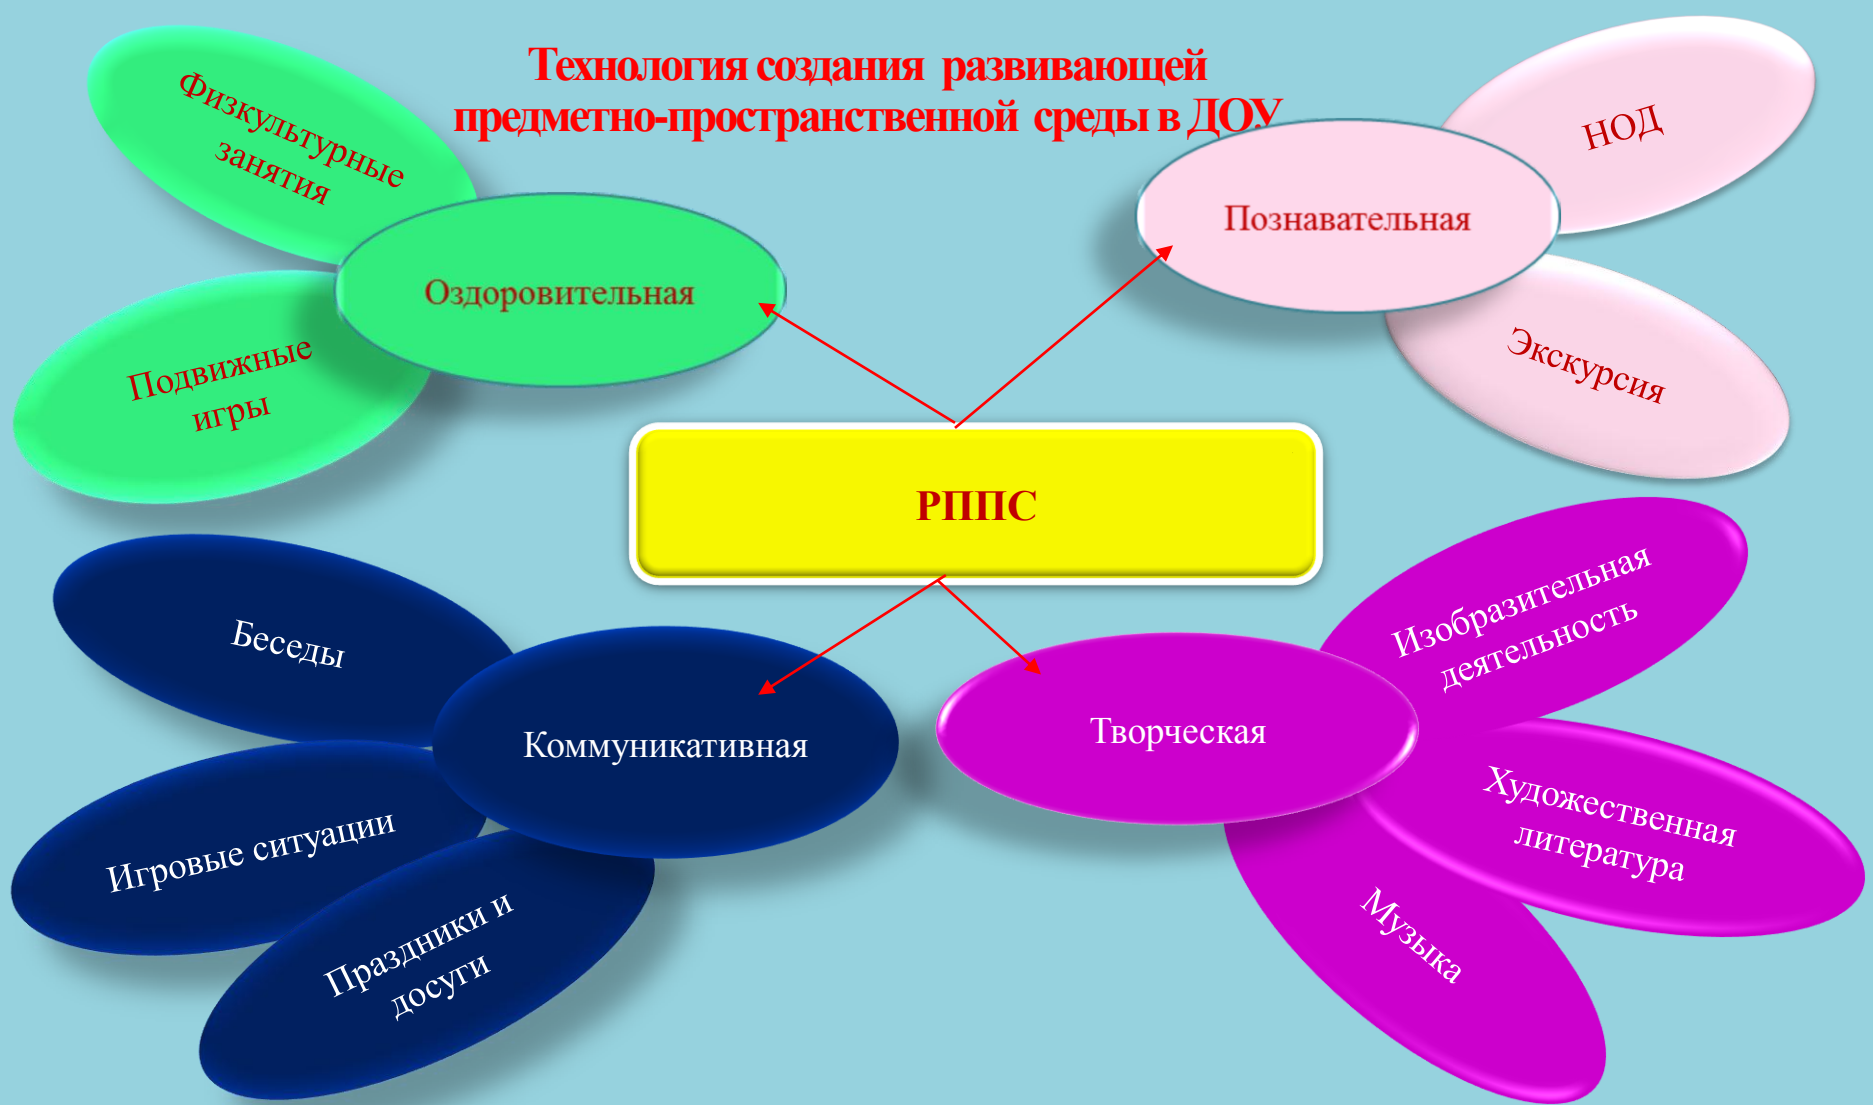 Технология создания развивающей
предметно-пространственной среды в ДОУ
Физкультурные
занятия
Оздоровительная
Подвижные
игры
Познавательная
НОД
Экскурсия
РППС
Беседы
Коммуникативная
Игровые ситуации
Праздники и
досуги
Творческая
Изобразительная
деятельность
Художественная
литература
Музыка